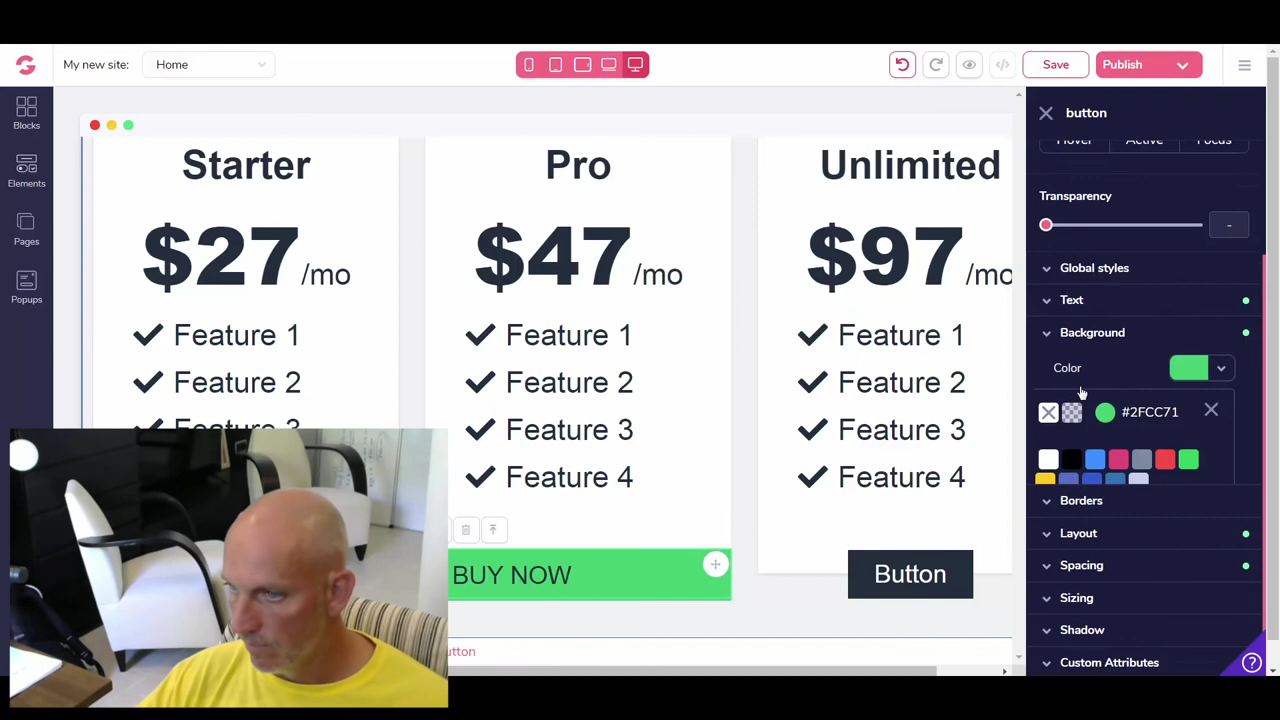 My new site:
Home
Save
Publish
Blocks
Elements
Pages
Popups
Starter
$27 /mo
Feature 1
Feature 2
Pro
$47 /mo
Feature 1
Feature 2
Feature 3
Feature 4
BUY NOW
Unlimited
$97 /mo
Feature 1
Feature 2
Feature 3
Feature 4
Button
utton
button
Hover
Active
Focus
Transparency
-
Global styles
Text
Background
Color
#2FCC71
Borders
Layout
Spacing
Sizing
Shadow
Custom Attributes